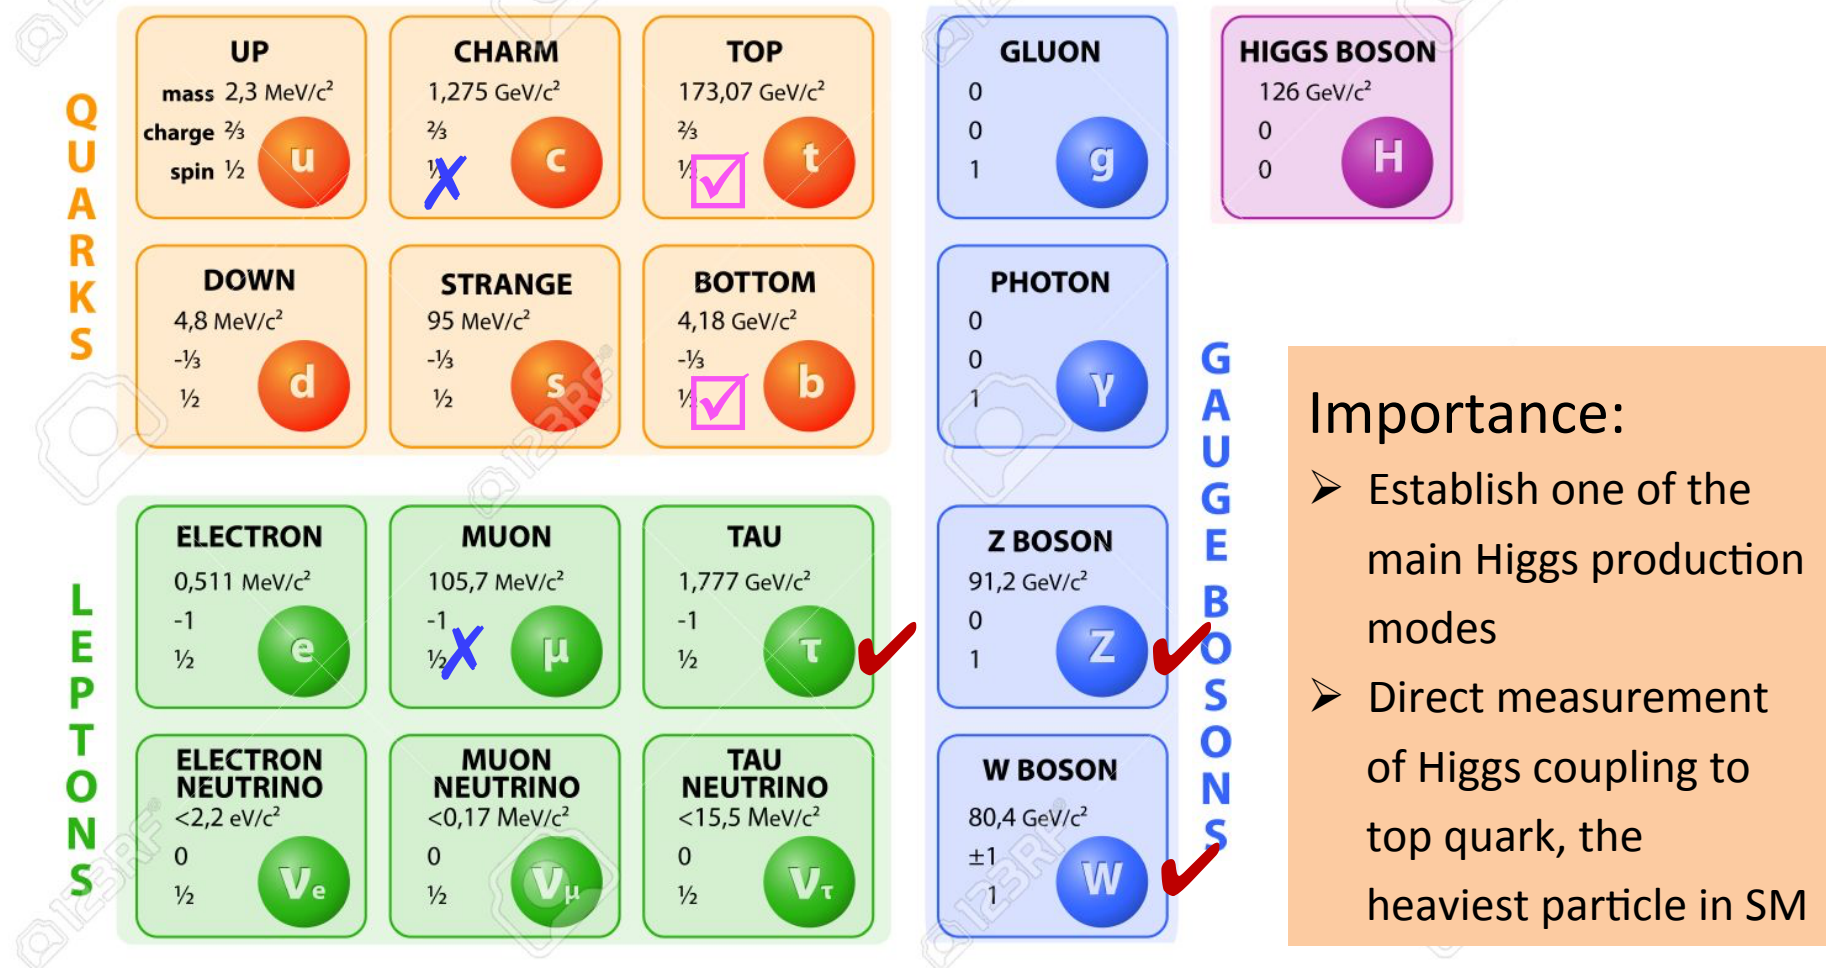 QUARKS
UP
mass 2,3 MeV/c²
charge ⅔
spin ½
u
CHARM
1,275 GeV/c²
⅔
c
TOP
173,07 GeV/c²
⅔
½
t
DOWN
4,8 MeV/c²
-⅓
½
d
STRANGE
95 MeV/c²
-⅓
½
s
BOTTOM
4,18 GeV/c²
-⅓
½
b
LEPTONS
ELECTRON
0,511 MeV/c²
-1
½
e
MUON
105,7 MeV/c²
-1
½
μ
TAU
1,777 GeV/c²
-1
½
τ
ELECTRON
NEUTRINO
<2,2 eV/c²
0
½
νe
MUON
NEUTRINO
<0,17 MeV/c²
0
½
νμ
TAU
NEUTRINO
<15,5 MeV/c²
0
½
ντ
GLUON
0
0
1
g
PHOTON
0
0
1
γ
Z BOSON
91,2 GeV/c²
0
1
Z
W BOSON
80,4 GeV/c²
±1
1
W
GAUGE BOSONS
HIGGS BOSON
126 GeV/c²
0
0
H
Importance:
➢ Establish one of the
main Higgs production
modes
➢ Direct measurement
of Higgs coupling to
top quark, the
heaviest particle in SM
123RF